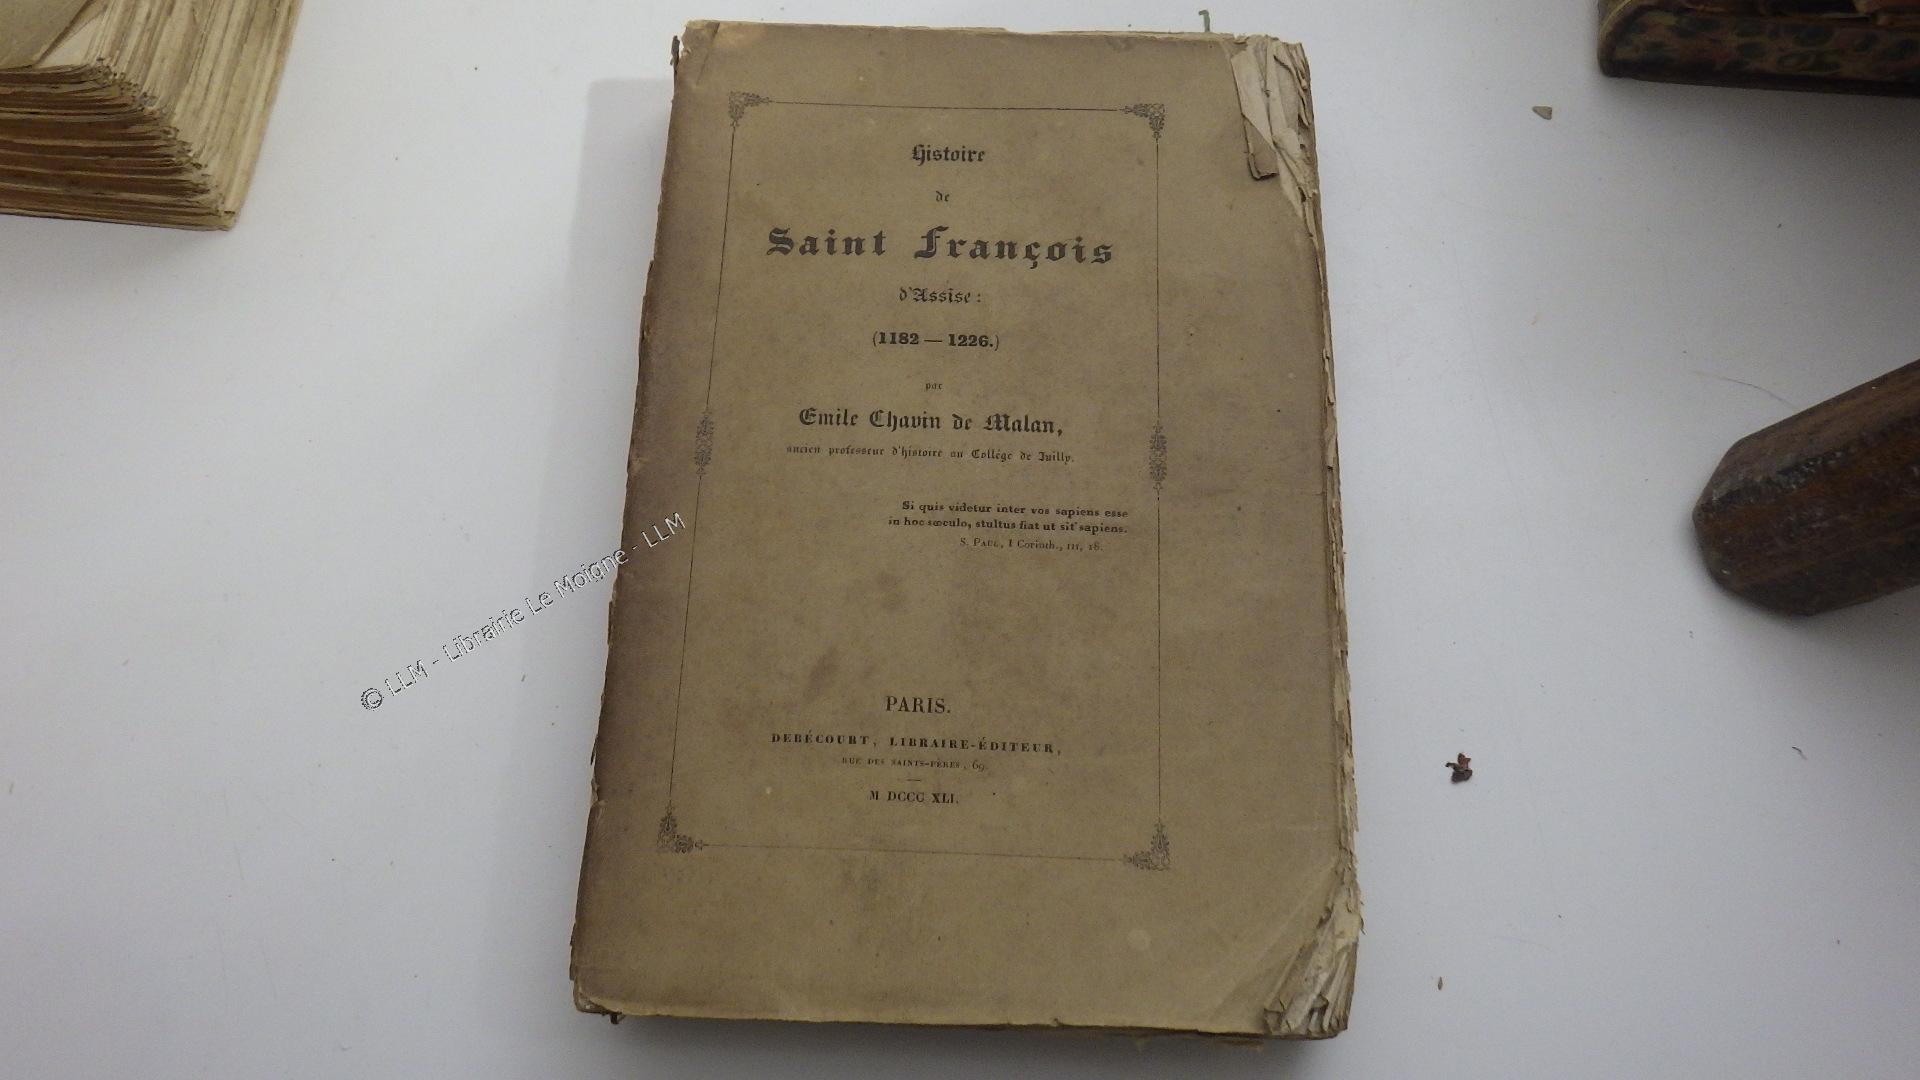 Histoire
de
Saint François
d'Assise :
(1182 — 1226.)
par
Emile Chavin de Malan,
ancien professeur d'histoire au Collége de Juilly.
Si quis videtur inter vos sapiens esse
in hoc sœculo, stultus fiat ut sit sapiens.
S. PAUL, I Corinth., III, 18.
© LLM - Librairie Le Moigne - LLM
PARIS.
DEBÉCOURT, LIBRAIRE-ÉDITEUR,
RUE DES SAINTS-PÈRES, 69.
M DCCC XLI.